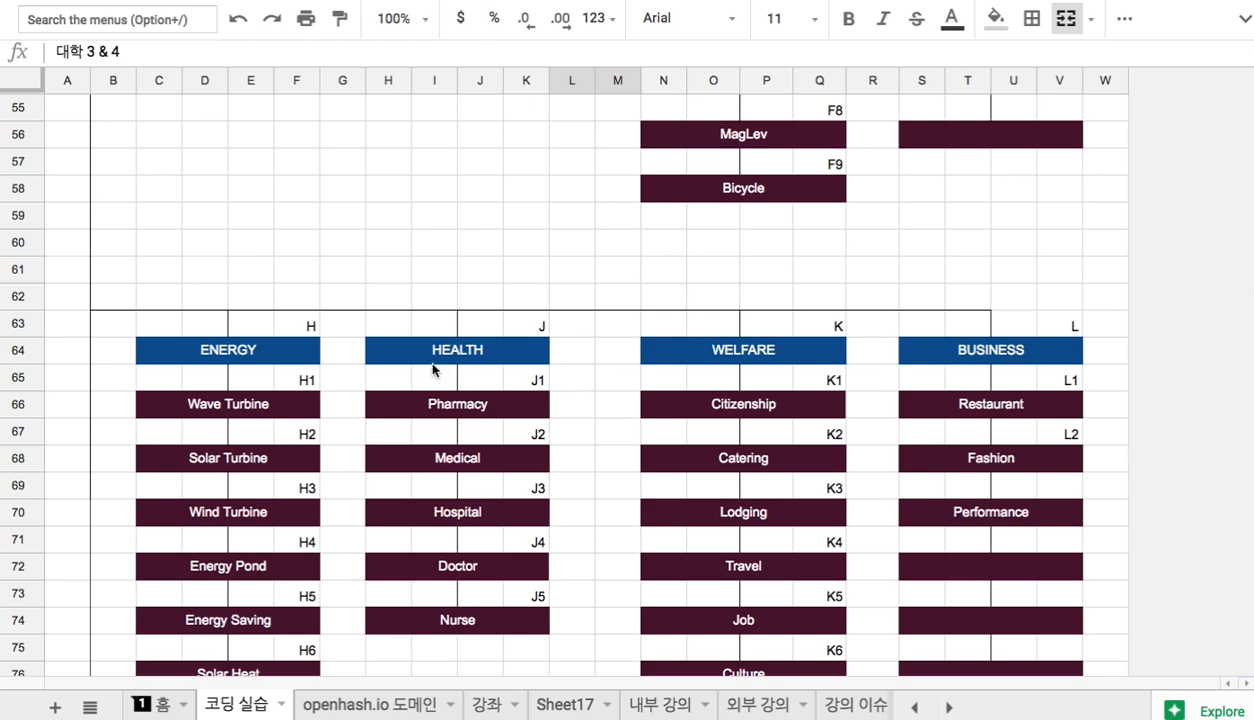 Search the menus (Option+/) 100% $ % .0 .00 123 Arial 11 B I S A
fx 대학 3 & 4
A B C D E F G H I J K L M N O P Q R S T U V W
55 F8
56 MagLev
57 F9
58 Bicycle
59
60
61
62
63 H J K L
64 ENERGY HEALTH WELFARE BUSINESS
65 H1 J1 K1 L1
66 Wave Turbine Pharmacy Citizenship Restaurant
67 H2 J2 K2 L2
68 Solar Turbine Medical Catering Fashion
69 H3 J3 K3
70 Wind Turbine Hospital Lodging Performance
71 H4 J4 K4
72 Energy Pond Doctor Travel
73 H5 J5 K5
74 Energy Saving Nurse Job
75 H6 K6
76 Solar Heat Culture
1 홈 코딩 실습 openhash.io 도메인 강좌 Sheet17 내부 강의 외부 강의 강의 이슈 Explore